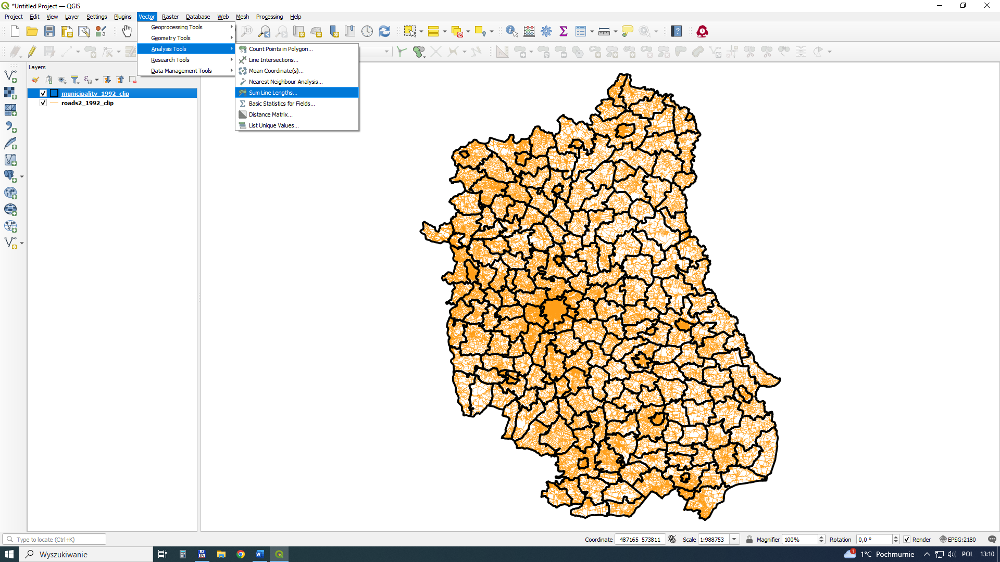 *Untitled Project — QGIS
Project Edit View Layer Settings Plugins Vector Raster Database Web Mesh Processing Help
Geoprocessing Tools
Geometry Tools
Analysis Tools
Research Tools
Data Management Tools
Count Points in Polygon...
Line Intersections...
Mean Coordinate(s)...
Nearest Neighbour Analysis...
Sum Line Lengths...
Basic Statistics for Fields...
Distance Matrix...
List Unique Values...
Layers
municipality_1992_clip
roads2_1992_clip
Type to locate (Ctrl+K)
Coordinate 487165 573811 Scale 1:988753 Magnifier 100% Rotation 0,0 ° Render EPSG:2180
Wyszukiwanie
1°C Pochmurnie POL 13:10